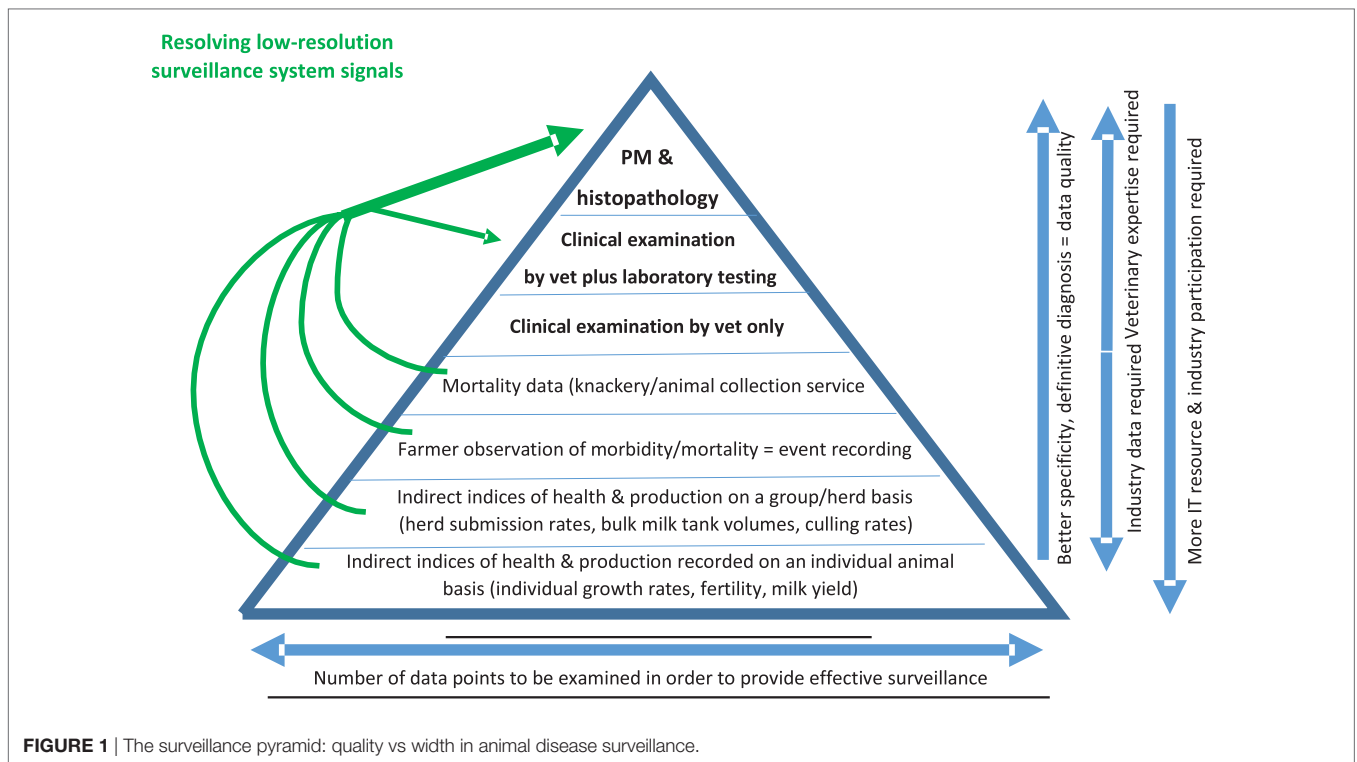 Resolving low-resolution
surveillance system signals
PM &
histopathology
Clinical examination
by vet plus laboratory testing
Clinical examination by vet only
Mortality data (knackery/animal collection service
Farmer observation of morbidity/mortality = event recording
Indirect indices of health & production on a group/herd basis
(herd submission rates, bulk milk tank volumes, culling rates)
Indirect indices of health & production recorded on an individual animal
basis (individual growth rates, fertility, milk yield)
Better specificity, definitive diagnosis = data quality
Industry data required Veterinary expertise required
More IT resource & industry participation required
Number of data points to be examined in order to provide effective surveillance
FIGURE 1 | The surveillance pyramid: quality vs width in animal disease surveillance.